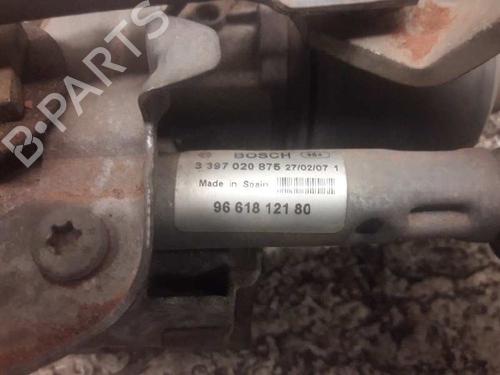 B-PARTS
BOSCH
3 397 020 875 27/02/07 1
Made in Spain
96 618 121 80